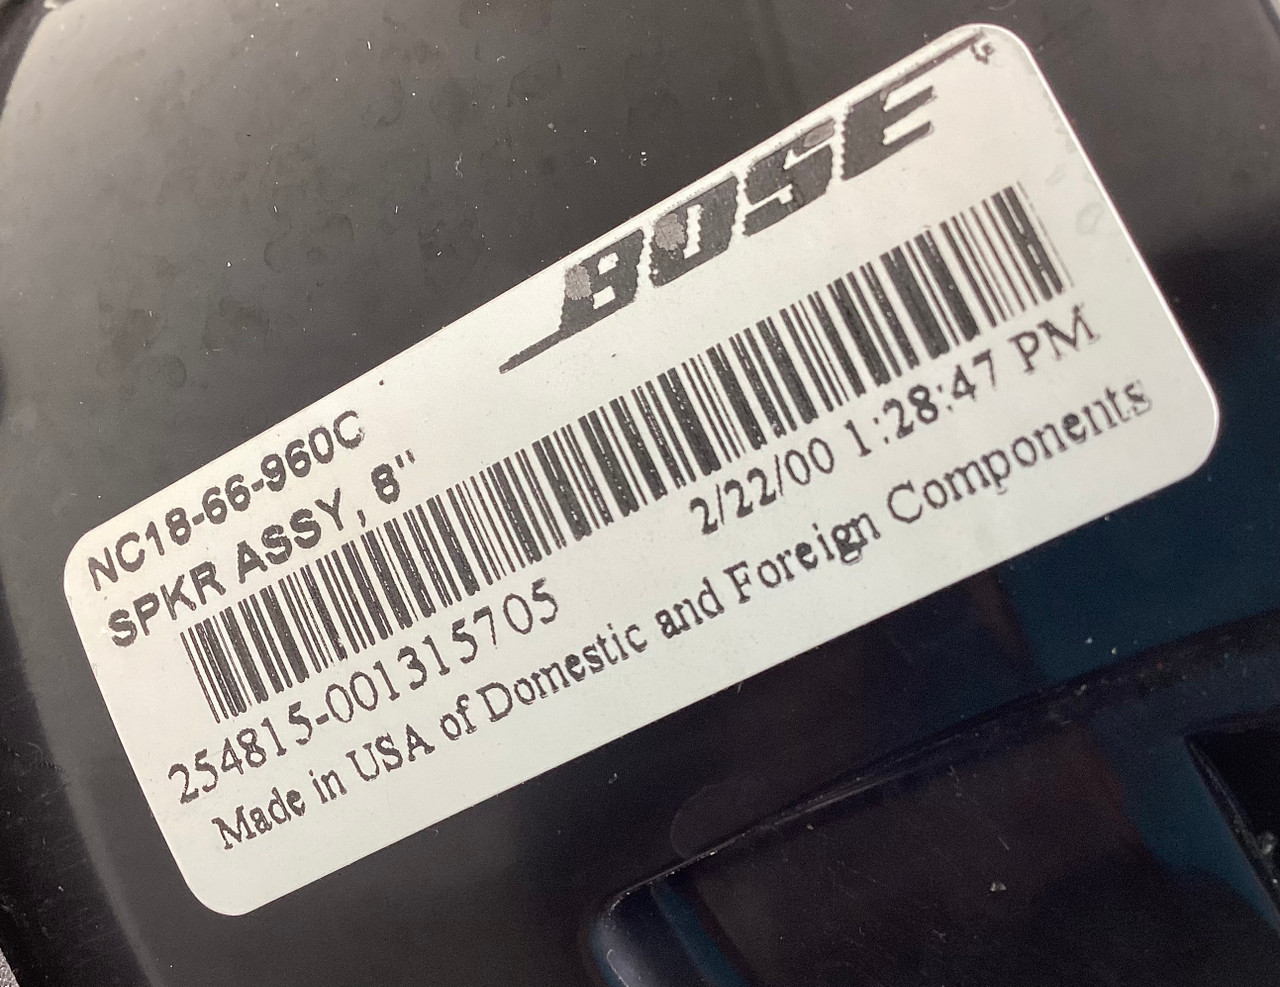 BOSE
NC18-66-960C
SPKR ASSY, 8"
254815-001315705
2/22/00 1:28:47 PM
Made in USA of Domestic and Foreign Components